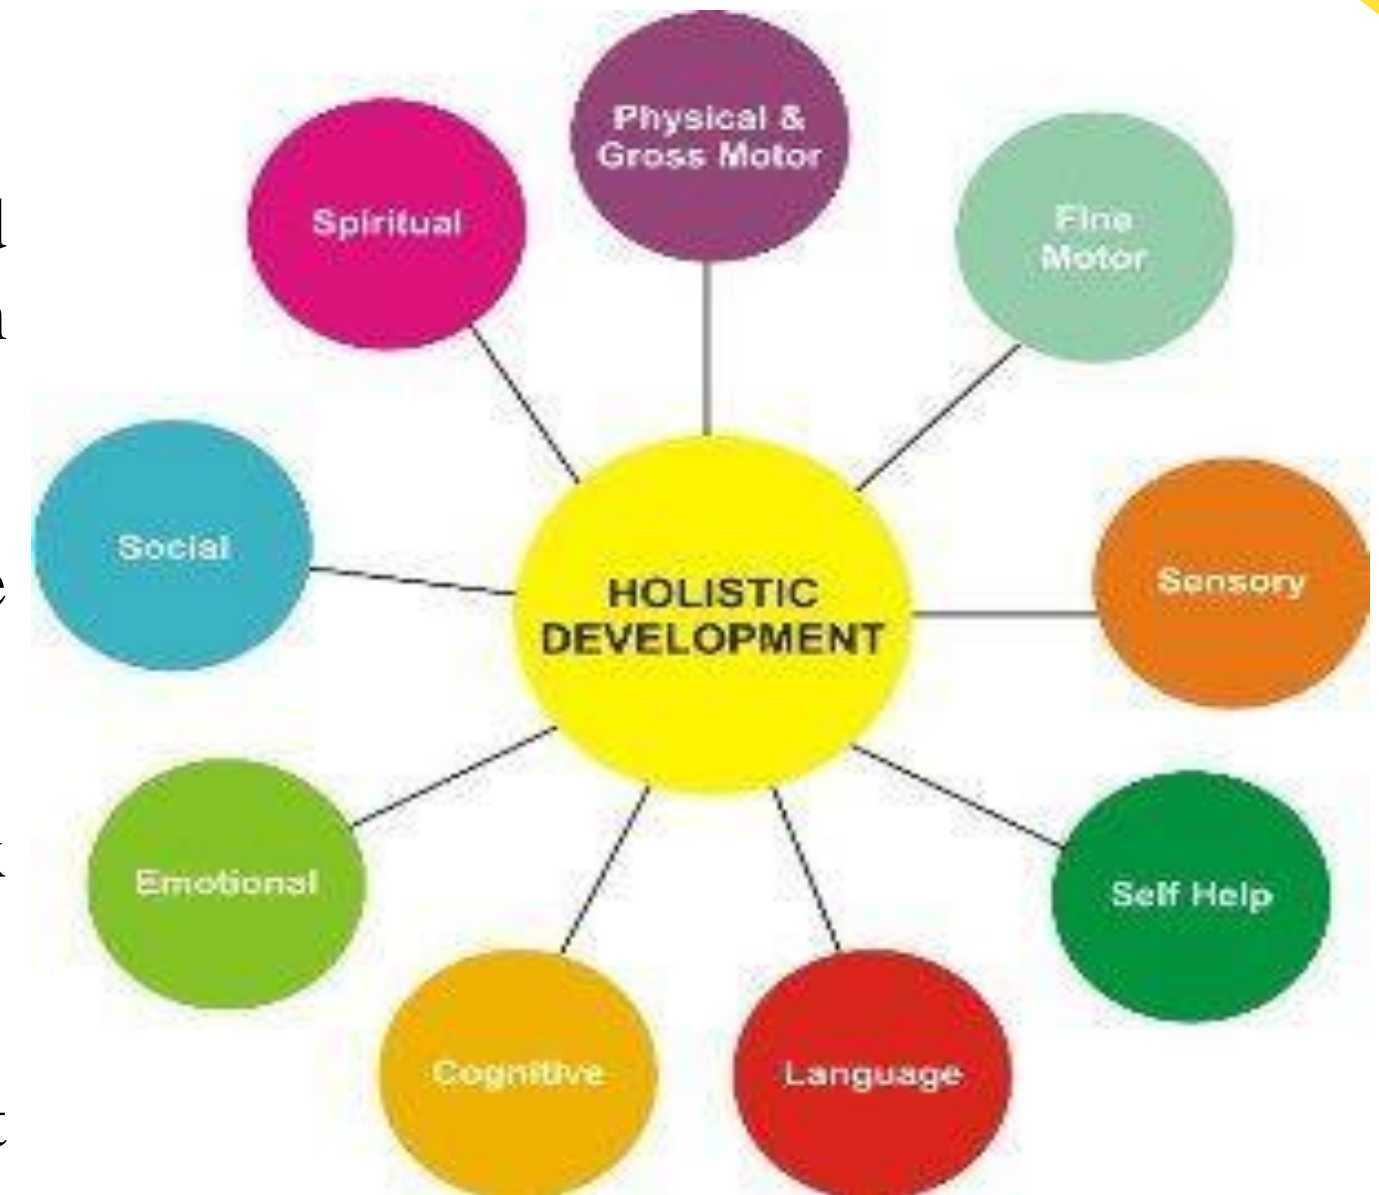 Physical &
Gross Motor
Spiritual
Fine
Motor
Social
HOLISTIC
DEVELOPMENT
Sensory
Emotional
Self Help
Cognitive
Language